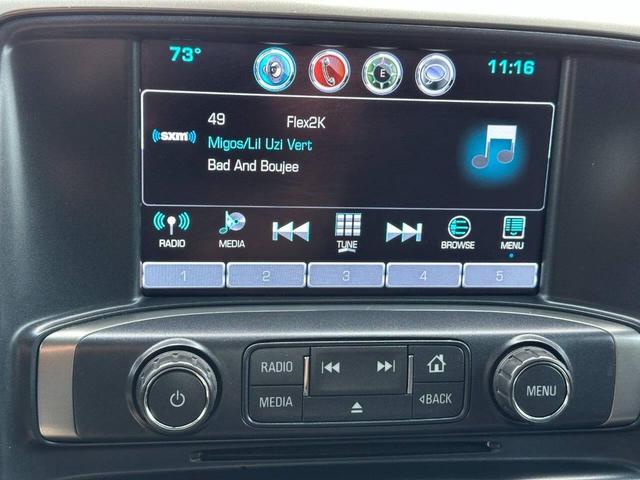 73°
E
11:16
49 Flex2K
((sxm))
Migos/Lil Uzi Vert
Bad And Boujee
RADIO MEDIA TUNE BROWSE MENU
1 2 3 4 5
RADIO
MEDIA
BACK
MENU